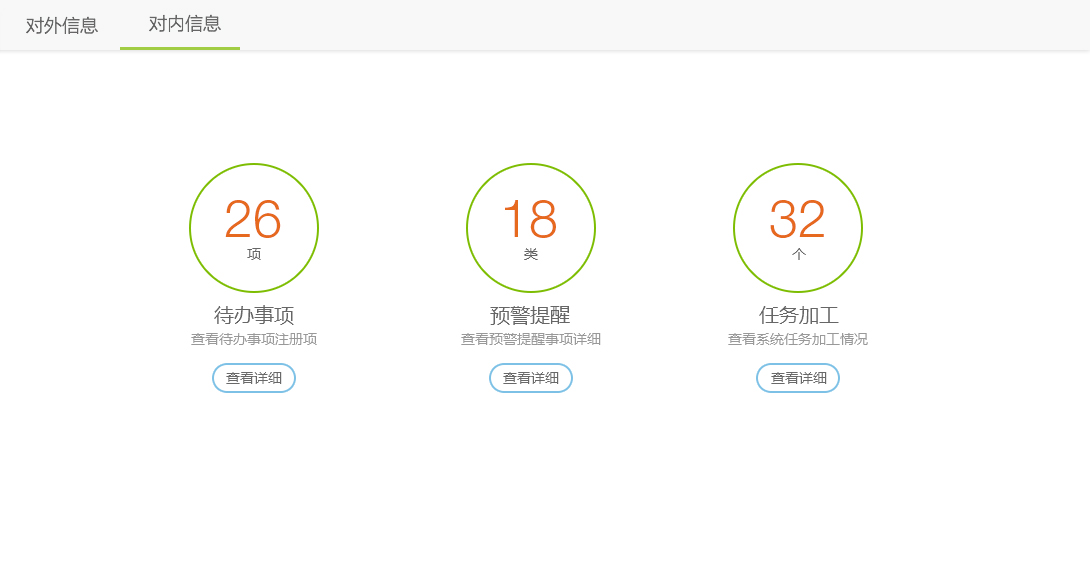 对外信息
对内信息
26
项
待办事项
查看待办事项注册项
查看详细
18
类
预警提醒
查看预警提醒事项详细
查看详细
32
个
任务加工
查看系统任务加工情况
查看详细